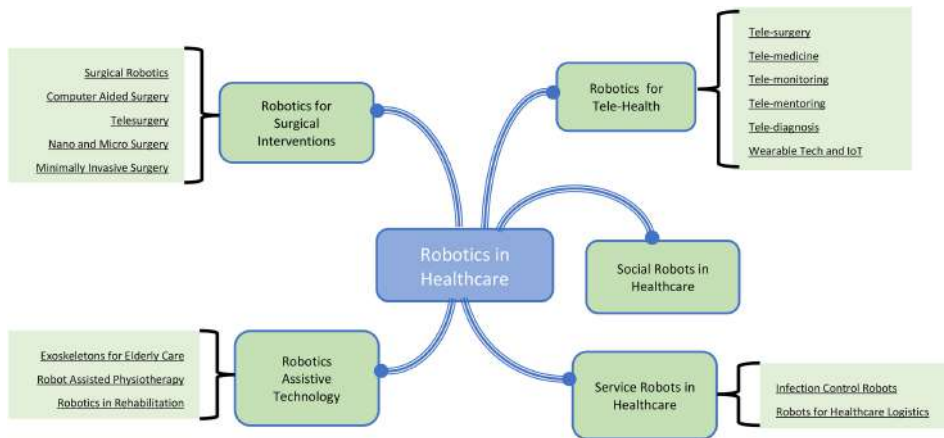 Surgical Robotics
Computer Aided Surgery
Telesurgery
Nano and Micro Surgery
Minimally Invasive Surgery
Robotics for
Surgical
Interventions
Robotics for
Tele-Health
Tele-surgery
Tele-medicine
Tele-monitoring
Tele-mentoring
Tele-diagnosis
Wearable Tech and IoT
Robotics in
Healthcare
Social Robots in
Healthcare
Exoskeletons for Elderly Care
Robot Assisted Physiotherapy
Robotics in Rehabilitation
Robotics
Assistive
Technology
Service Robots in
Healthcare
Infection Control Robots
Robots for Healthcare Logistics